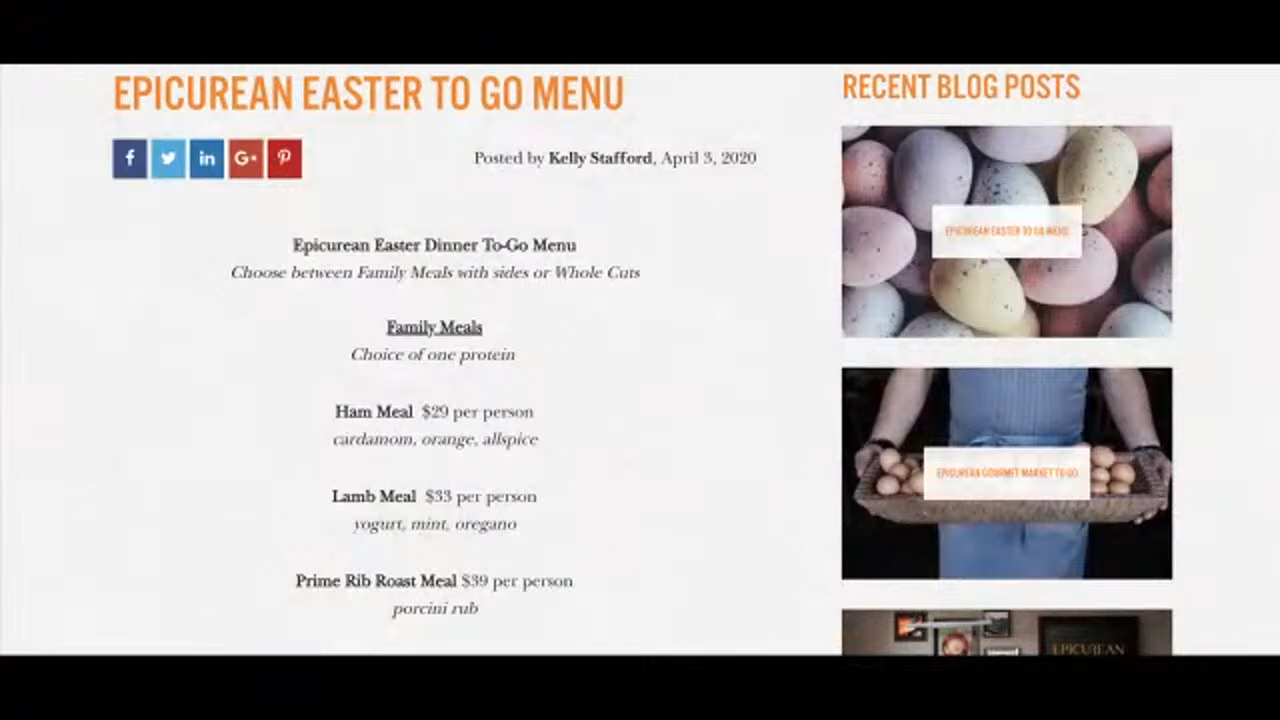 EPICUREAN EASTER TO GO MENU
Posted by Kelly Stafford, April 3, 2020
Epicurean Easter Dinner To-Go Menu
Choose between Family Meals with sides or Whole Cuts
Family Meals
Choice of one protein
Ham Meal $29 per person
cardamom, orange, allspice
Lamb Meal $33 per person
yogurt, mint, oregano
Prime Rib Roast Meal $39 per person
porcini rub
RECENT BLOG POSTS
EPICUREAN EASTER TO GO MENU
EPICUREAN GOURMET MARKET TO GO
EPICUREAN